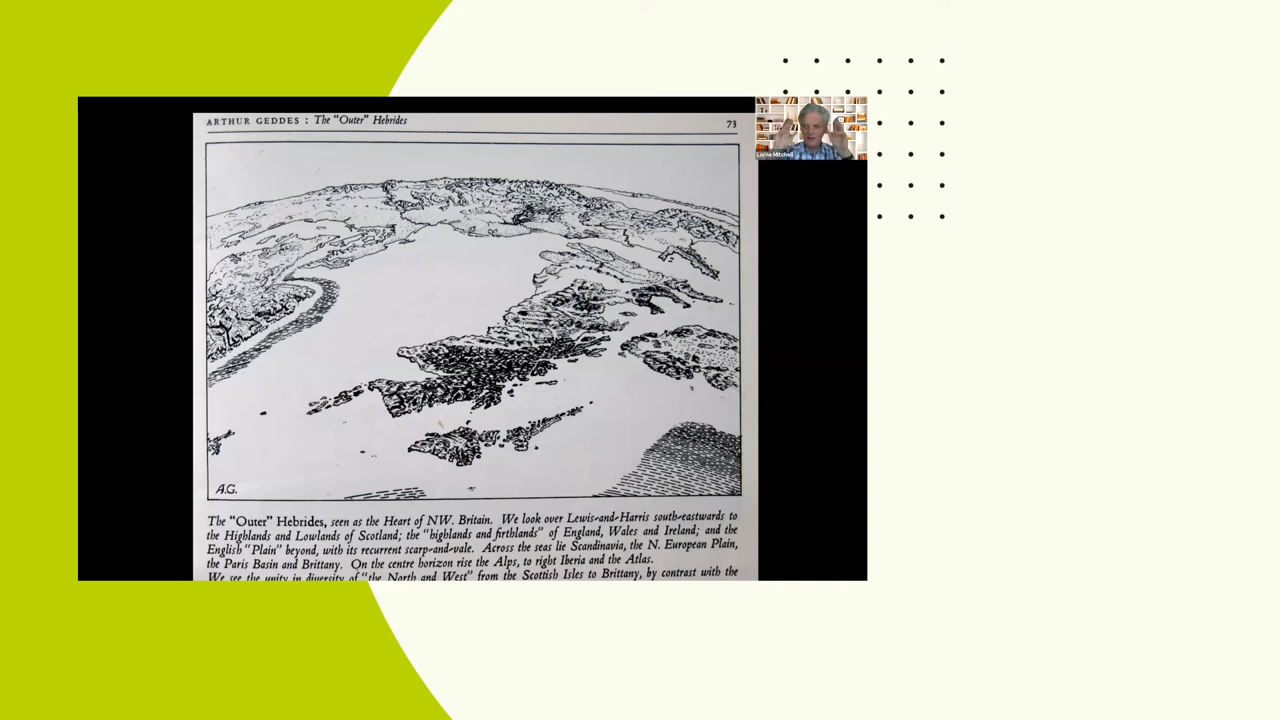 ARTHUR GEDDES : The "Outer" Hebrides
73
Lorne Mitchell
A.G.
The "Outer" Hebrides, seen as the Heart of NW. Britain. We look over Lewis-and-Harris south-eastwards to
the Highlands and Lowlands of Scotland; the "highlands and firthlands" of England, Wales and Ireland; and the
English "Plain" beyond, with its recurrent scarp-and-vale. Across the seas lie Scandinavia, the N. European Plain,
the Paris Basin and Brittany. On the centre horizon rise the Alps, to right Iberia and the Atlas.
We see the unity in diversity of "the North and West" from the Scottish Isles to Brittany, by contrast with the